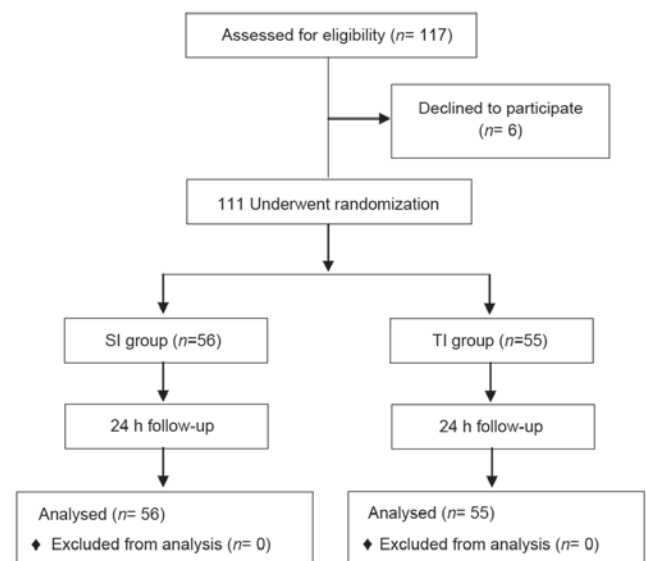 Assessed for eligibility (n= 117)
Declined to participate
(n= 6)
111 Underwent randomization
SI group (n=56)
TI group (n=55)
24 h follow-up
24 h follow-up
Analysed (n= 56)
♦ Excluded from analysis (n= 0)
Analysed (n= 55)
♦ Excluded from analysis (n= 0)